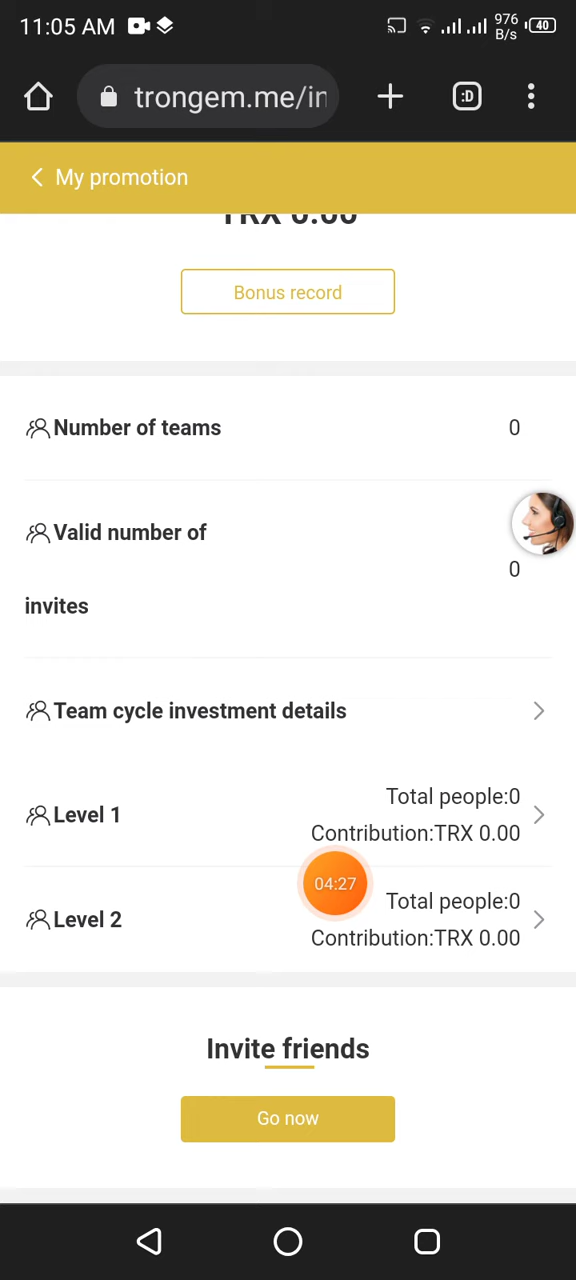 11:05 AM
976
B/s
40
trongem.me/in
:D
My promotion
TRX 0.00
Bonus record
Number of teams
0
Valid number of
0
invites
Team cycle investment details
Level 1
Total people:0
Contribution:TRX 0.00
04:27
Level 2
Total people:0
Contribution:TRX 0.00
Invite friends
Go now